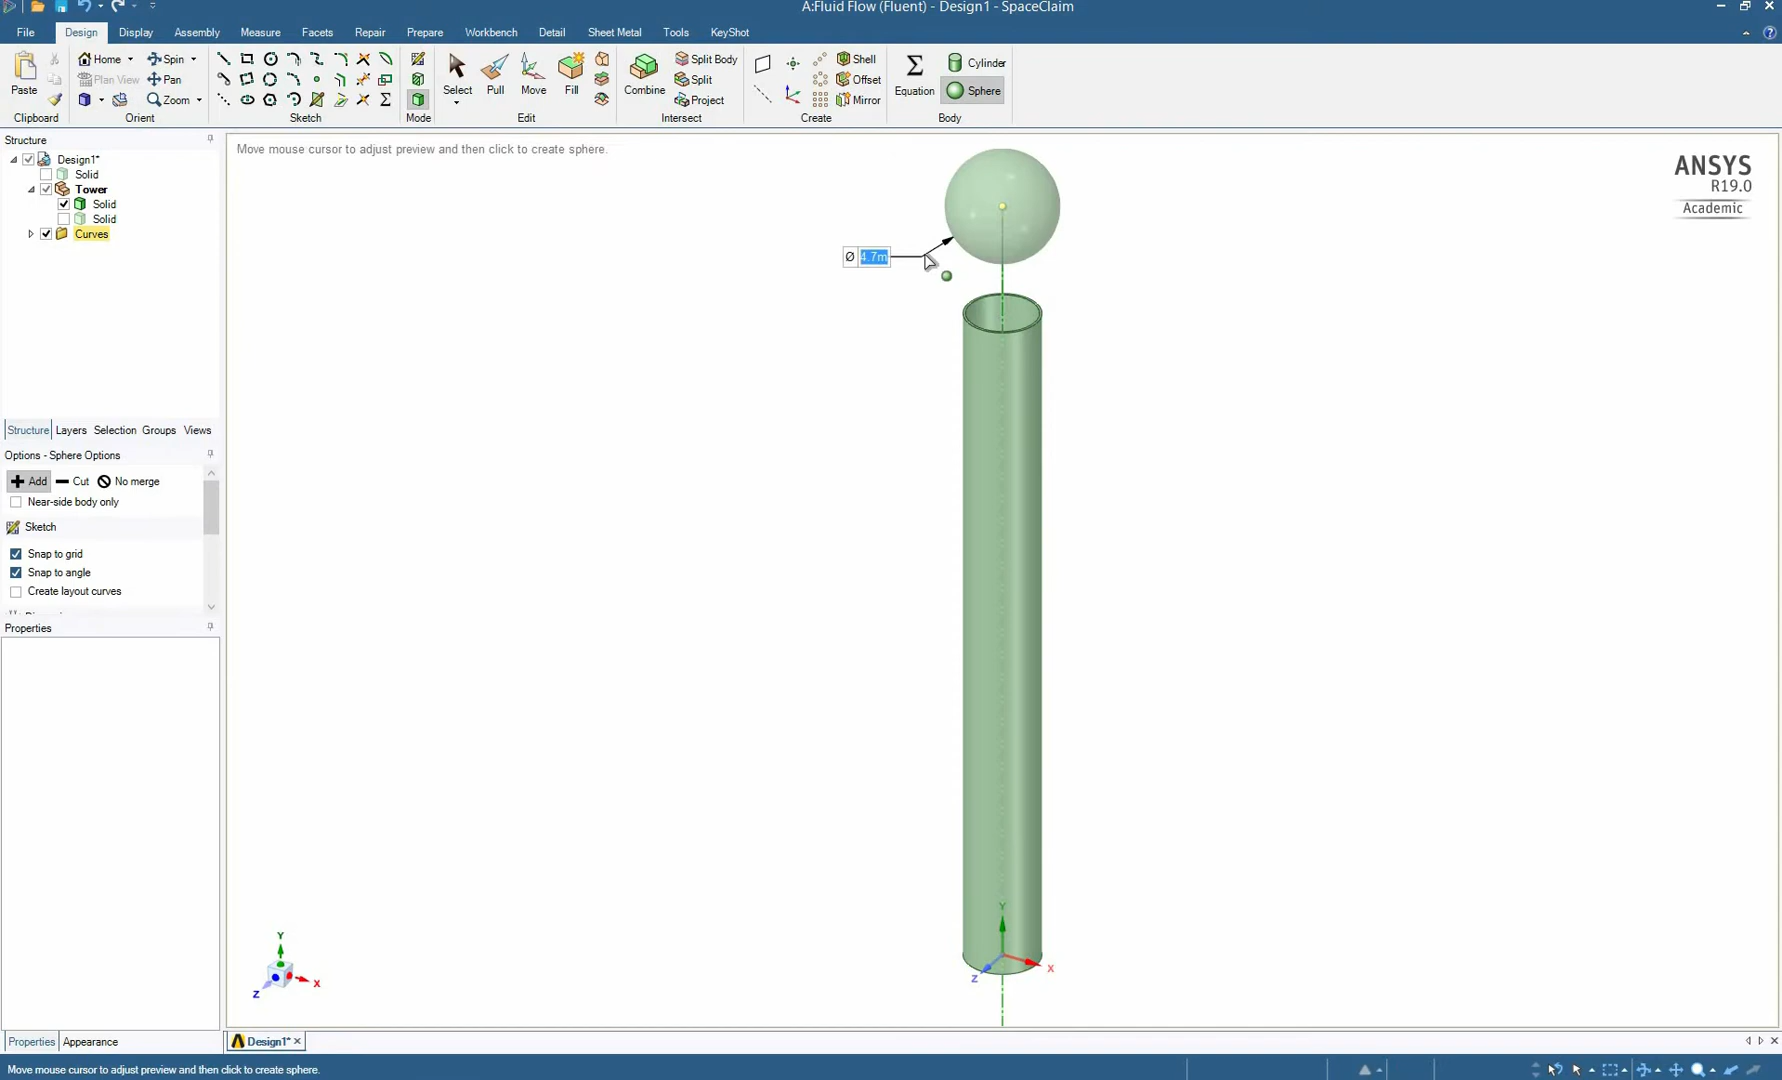 A:Fluid Flow (Fluent) - Design1 - SpaceClaim
File Design Display Assembly Measure Facets Repair Prepare Workbench Detail Sheet Metal Tools KeyShot
Paste Home Spin Plan View Pan Zoom Select Pull Move Fill Combine Split Body Split Project Shell Offset Mirror Equation Cylinder Sphere
Clipboard Orient Sketch Mode Edit Intersect Create Body
Structure
Design1*
Solid
Tower
Solid
Solid
Curves
Structure Layers Selection Groups Views
Options - Sphere Options
Add Cut No merge
Near-side body only
Sketch
Snap to grid
Snap to angle
Create layout curves
Properties
Properties Appearance
Move mouse cursor to adjust preview and then click to create sphere.
ANSYS
R19.0
Academic
Ø 4.7m
Y
X
Z
Y
X
Z
Design1*
Move mouse cursor to adjust preview and then click to create sphere.